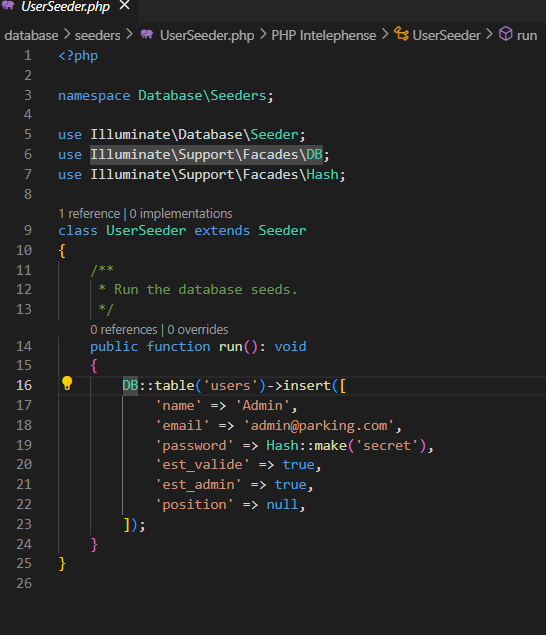 UserSeeder.php ×
database > seeders > UserSeeder.php > PHP Intelephense > UserSeeder > run
1 <?php
2
3 namespace Database\Seeders;
4
5 use Illuminate\Database\Seeder;
6 use Illuminate\Support\Facades\DB;
7 use Illuminate\Support\Facades\Hash;
8
1 reference | 0 implementations
9 class UserSeeder extends Seeder
10 {
11     /**
12      * Run the database seeds.
13      */
0 references | 0 overrides
14     public function run(): void
15     {
16         DB::table('users')->insert([
17             'name' => 'Admin',
18             'email' => 'admin@parking.com',
19             'password' => Hash::make('secret'),
20             'est_valide' => true,
21             'est_admin' => true,
22             'position' => null,
23         ]);
24     }
25 }
26